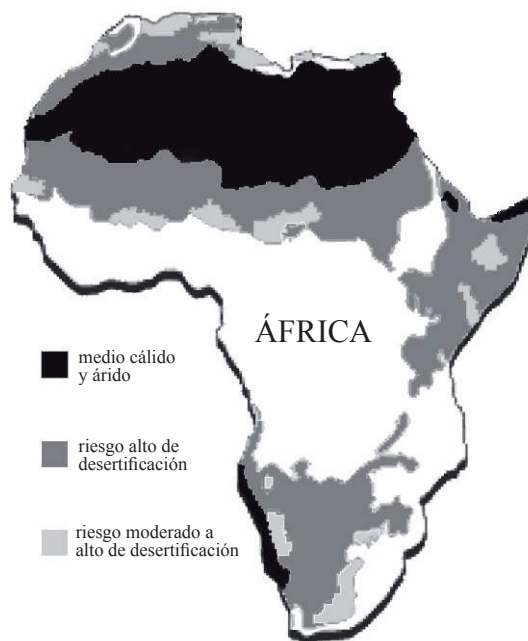 ÁFRICA
medio cálido
y árido
riesgo alto de
desertificación
riesgo moderado a
alto de desertificación